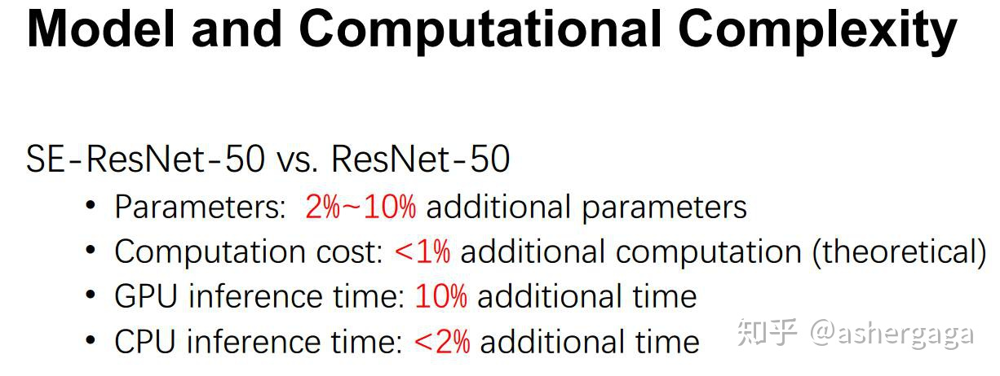 Model and Computational Complexity
SE-ResNet-50 vs. ResNet-50
• Parameters: 2%~10% additional parameters
• Computation cost: <1% additional computation (theoretical)
• GPU inference time: 10% additional time
• CPU inference time: <2% additional time
知乎 @ashergaga